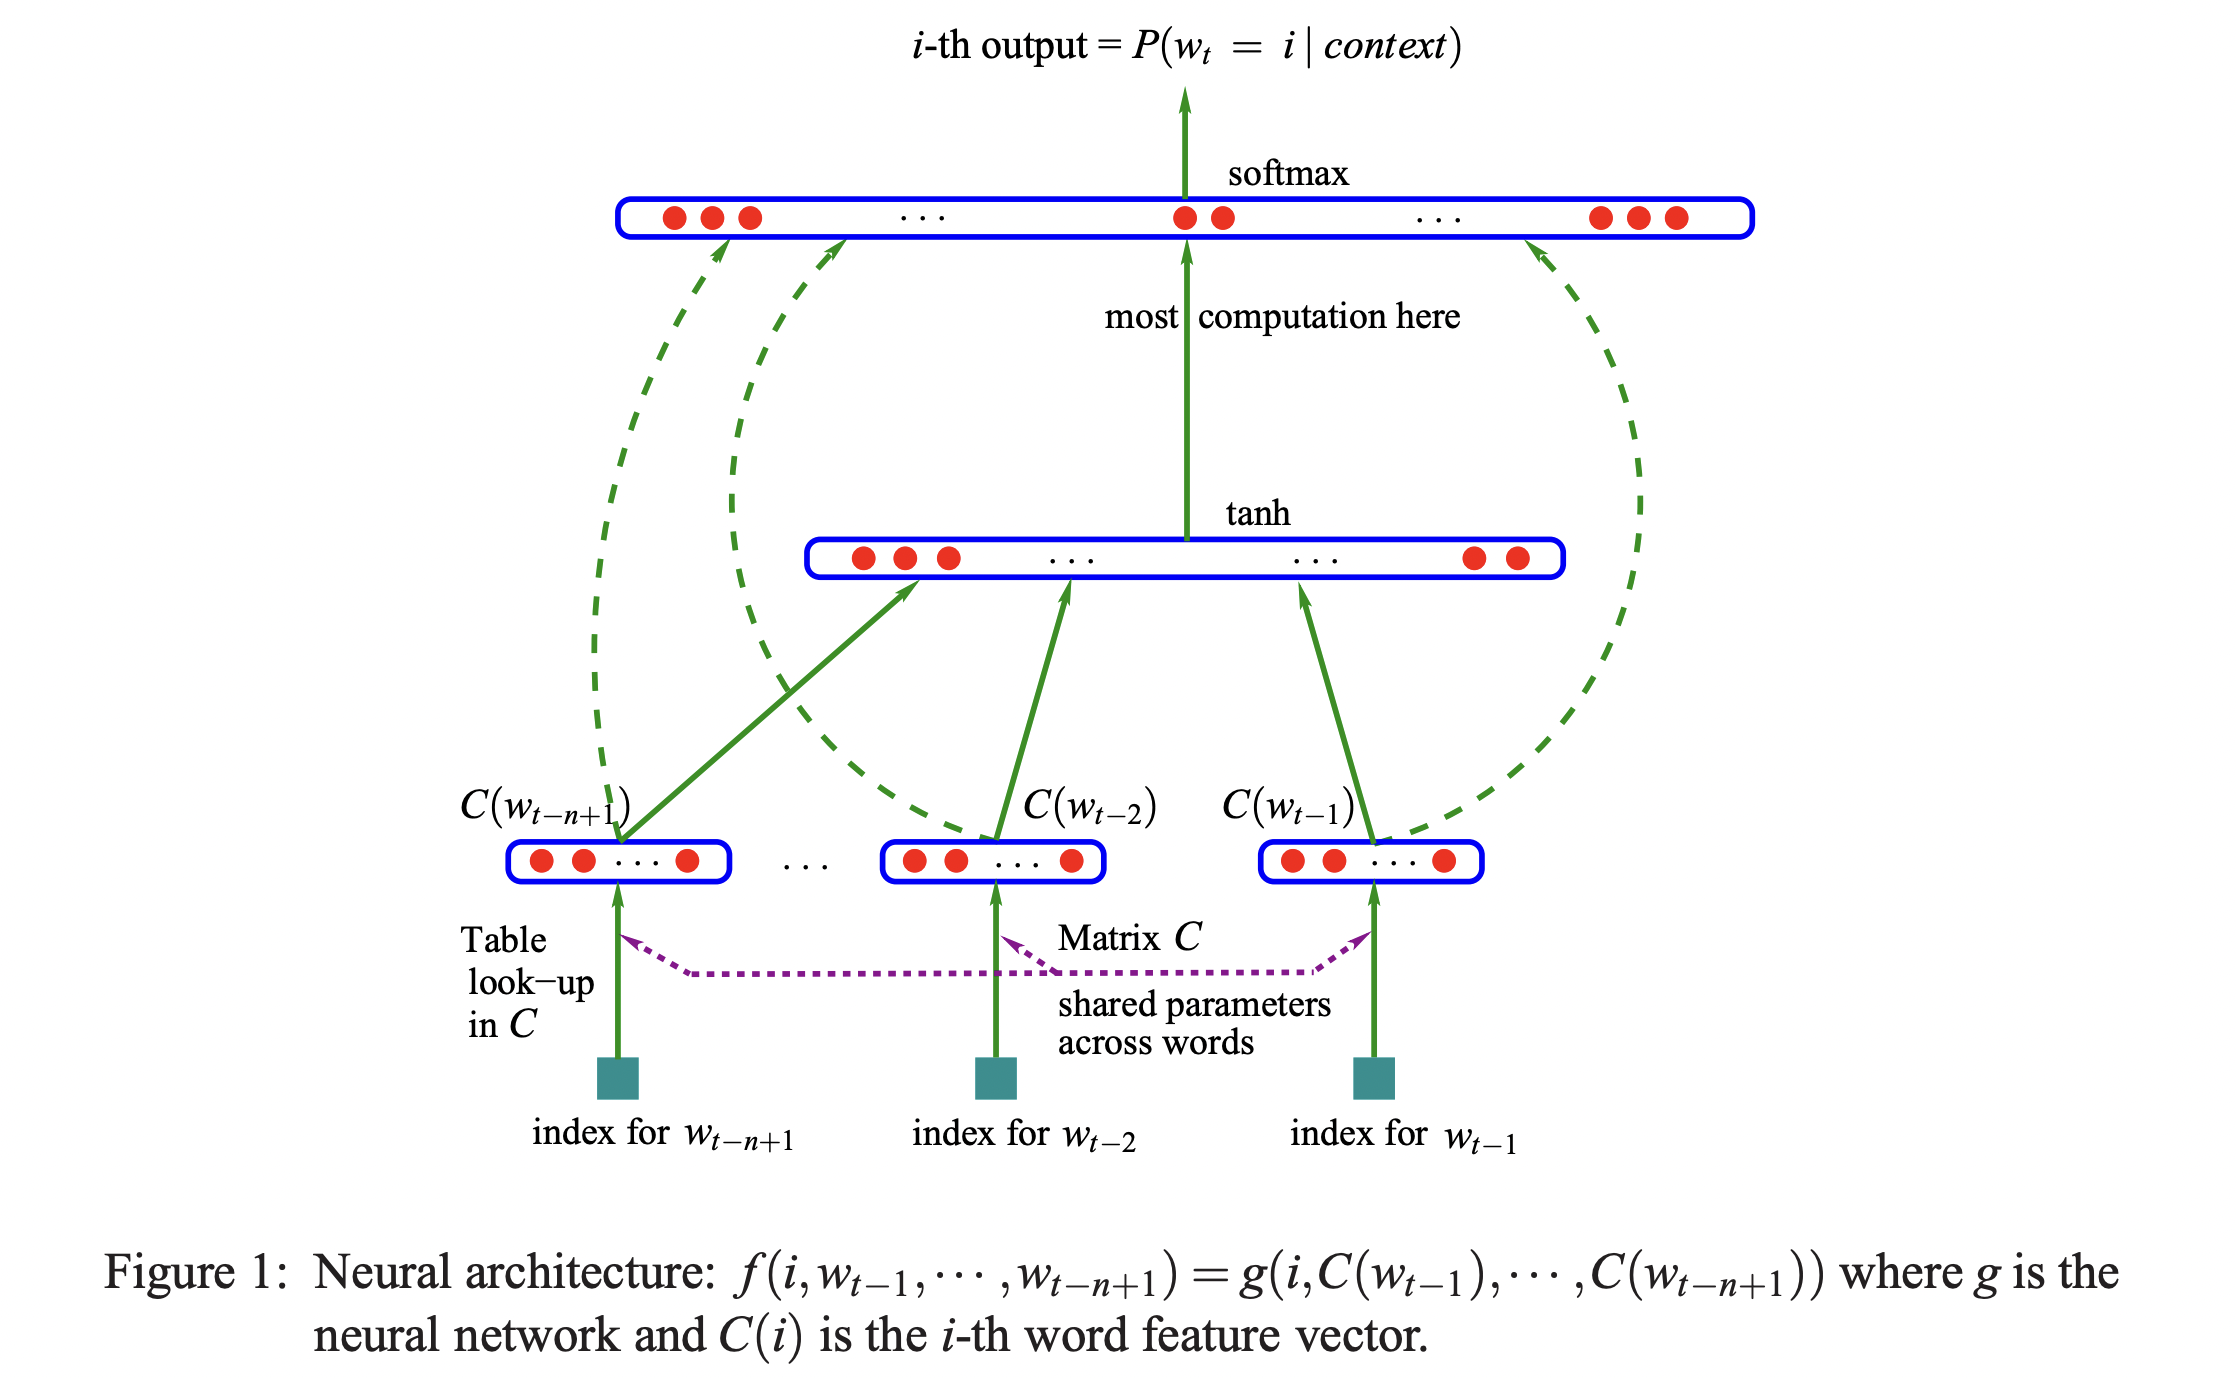 i-th output = P(w_t = i | context)
softmax
· · ·
· · ·
most computation here
tanh
· · ·
· · ·
C(w_{t−n+1})
C(w_{t−2})
C(w_{t−1})
· · ·
· · ·
· · ·
· · ·
Table
look−up
in C
Matrix C
shared parameters
across words
index for w_{t−n+1}
index for w_{t−2}
index for w_{t−1}
Figure 1: Neural architecture: f(i, w_{t−1}, ··· , w_{t−n+1}) = g(i, C(w_{t−1}), ··· , C(w_{t−n+1})) where g is the
neural network and C(i) is the i-th word feature vector.